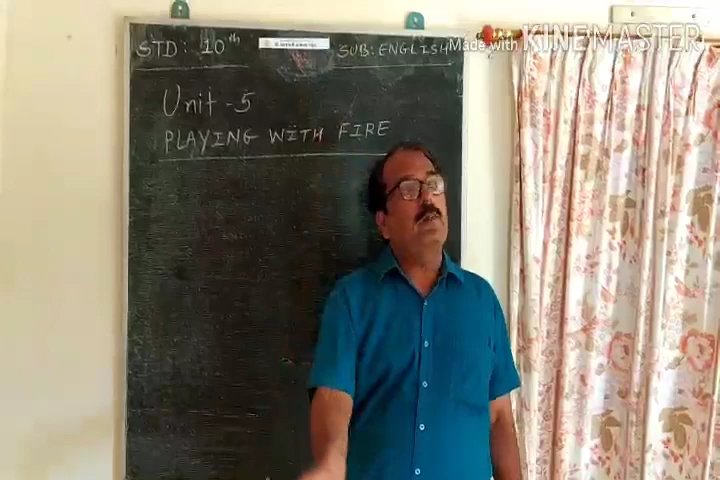 STD: 10th
SUB: ENGLISH
Made with KINEMASTER
Unit-5
PLAYING WITH FIRE